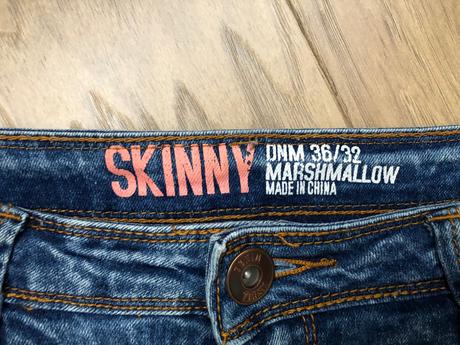 SKINNY
DNM 36/32
MARSHMALLOW
MADE IN CHINA